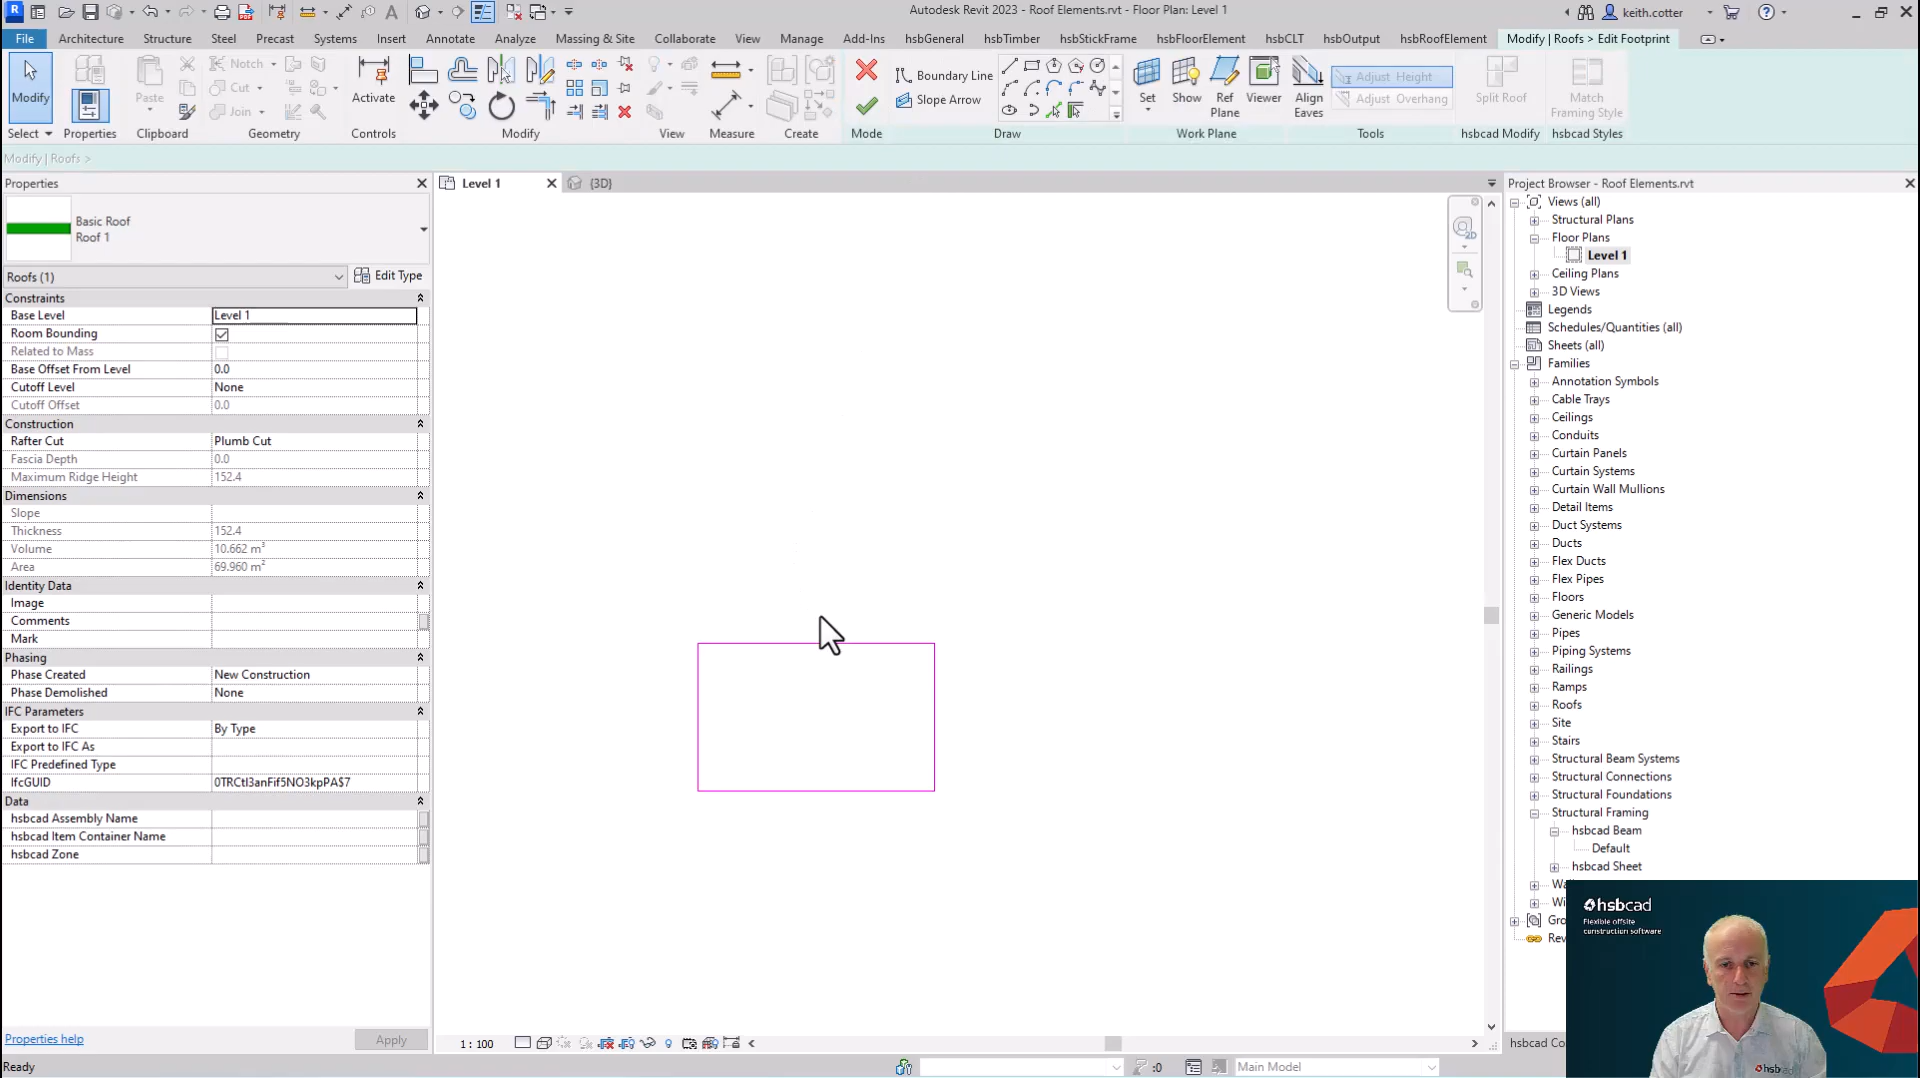 Autodesk Revit 2023 - Roof Elements.rvt - Floor Plan: Level 1
keith.cotter
File
Architecture
Structure
Steel
Precast
Systems
Insert
Annotate
Analyze
Massing & Site
Collaborate
View
Manage
Add-Ins
hsbGeneral
hsbTimber
hsbStickFrame
hsbFloorElement
hsbCLT
hsbOutput
hsbRoofElement
Modify | Roofs > Edit Footprint
Modify
Paste
Notch
Cut
Join
Activate
Boundary Line
Slope Arrow
Set
Show
Ref Plane
Viewer
Align Eaves
Adjust Height
Adjust Overhang
Split Roof
Match Framing Style
Select
Properties
Clipboard
Geometry
Controls
Modify
View
Measure
Create
Mode
Draw
Work Plane
Tools
hsbcad Modify
hsbcad Styles
Modify | Roofs >
Properties
Basic Roof
Roof 1
Roofs (1)
Edit Type
Constraints
Base Level Level 1
Room Bounding
Related to Mass
Base Offset From Level 0.0
Cutoff Level None
Cutoff Offset 0.0
Construction
Rafter Cut Plumb Cut
Fascia Depth 0.0
Maximum Ridge Height 152.4
Dimensions
Slope
Thickness 152.4
Volume 10.662 m³
Area 69.960 m²
Identity Data
Image
Comments
Mark
Phasing
Phase Created New Construction
Phase Demolished None
IFC Parameters
Export to IFC By Type
Export to IFC As
IFC Predefined Type
IfcGUID 0TRCtI3anFif5NO3kpPA$7
Data
hsbcad Assembly Name
hsbcad Item Container Name
hsbcad Zone
Properties help
Apply
Level 1
{3D}
2D
1 : 100
Project Browser - Roof Elements.rvt
Views (all)
Structural Plans
Floor Plans
Level 1
Ceiling Plans
3D Views
Legends
Schedules/Quantities (all)
Sheets (all)
Families
Annotation Symbols
Cable Trays
Ceilings
Conduits
Curtain Panels
Curtain Systems
Curtain Wall Mullions
Detail Items
Duct Systems
Ducts
Flex Ducts
Flex Pipes
Floors
Generic Models
Pipes
Piping Systems
Railings
Ramps
Roofs
Site
Stairs
Structural Beam Systems
Structural Connections
Structural Foundations
Structural Framing
hsbcad Beam
Default
hsbcad Sheet
Wa
Wi
Gro
Rev
hsbcad Co
hsbcad
Flexible offsite
construction software
hsbcad
Ready
:0
Main Model